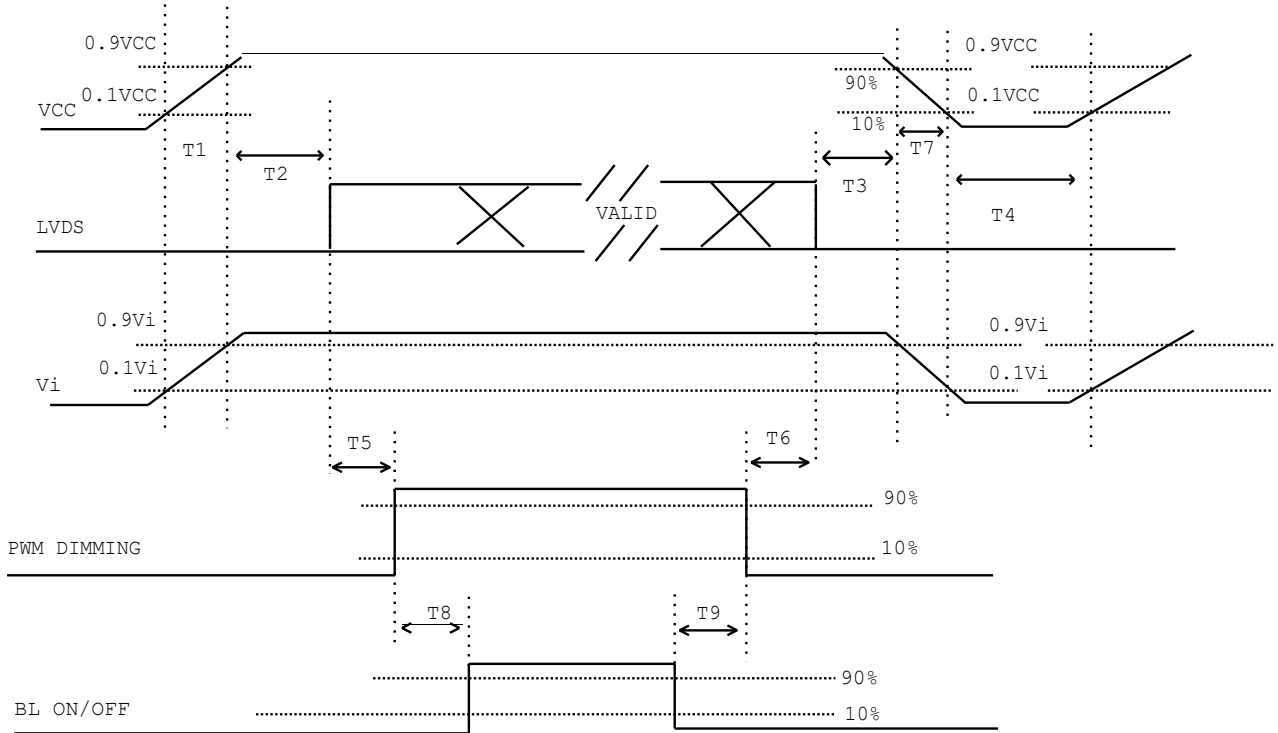 0.9VCC
0.9VCC
90%
VCC
0.1VCC
0.1VCC
10%
T1
T2
T7
T3
T4
VALID
LVDS
0.9Vi
0.9Vi
0.1Vi
0.1Vi
Vi
T5
T6
90%
PWM DIMMING
10%
T8
T9
90%
BL ON/OFF
10%